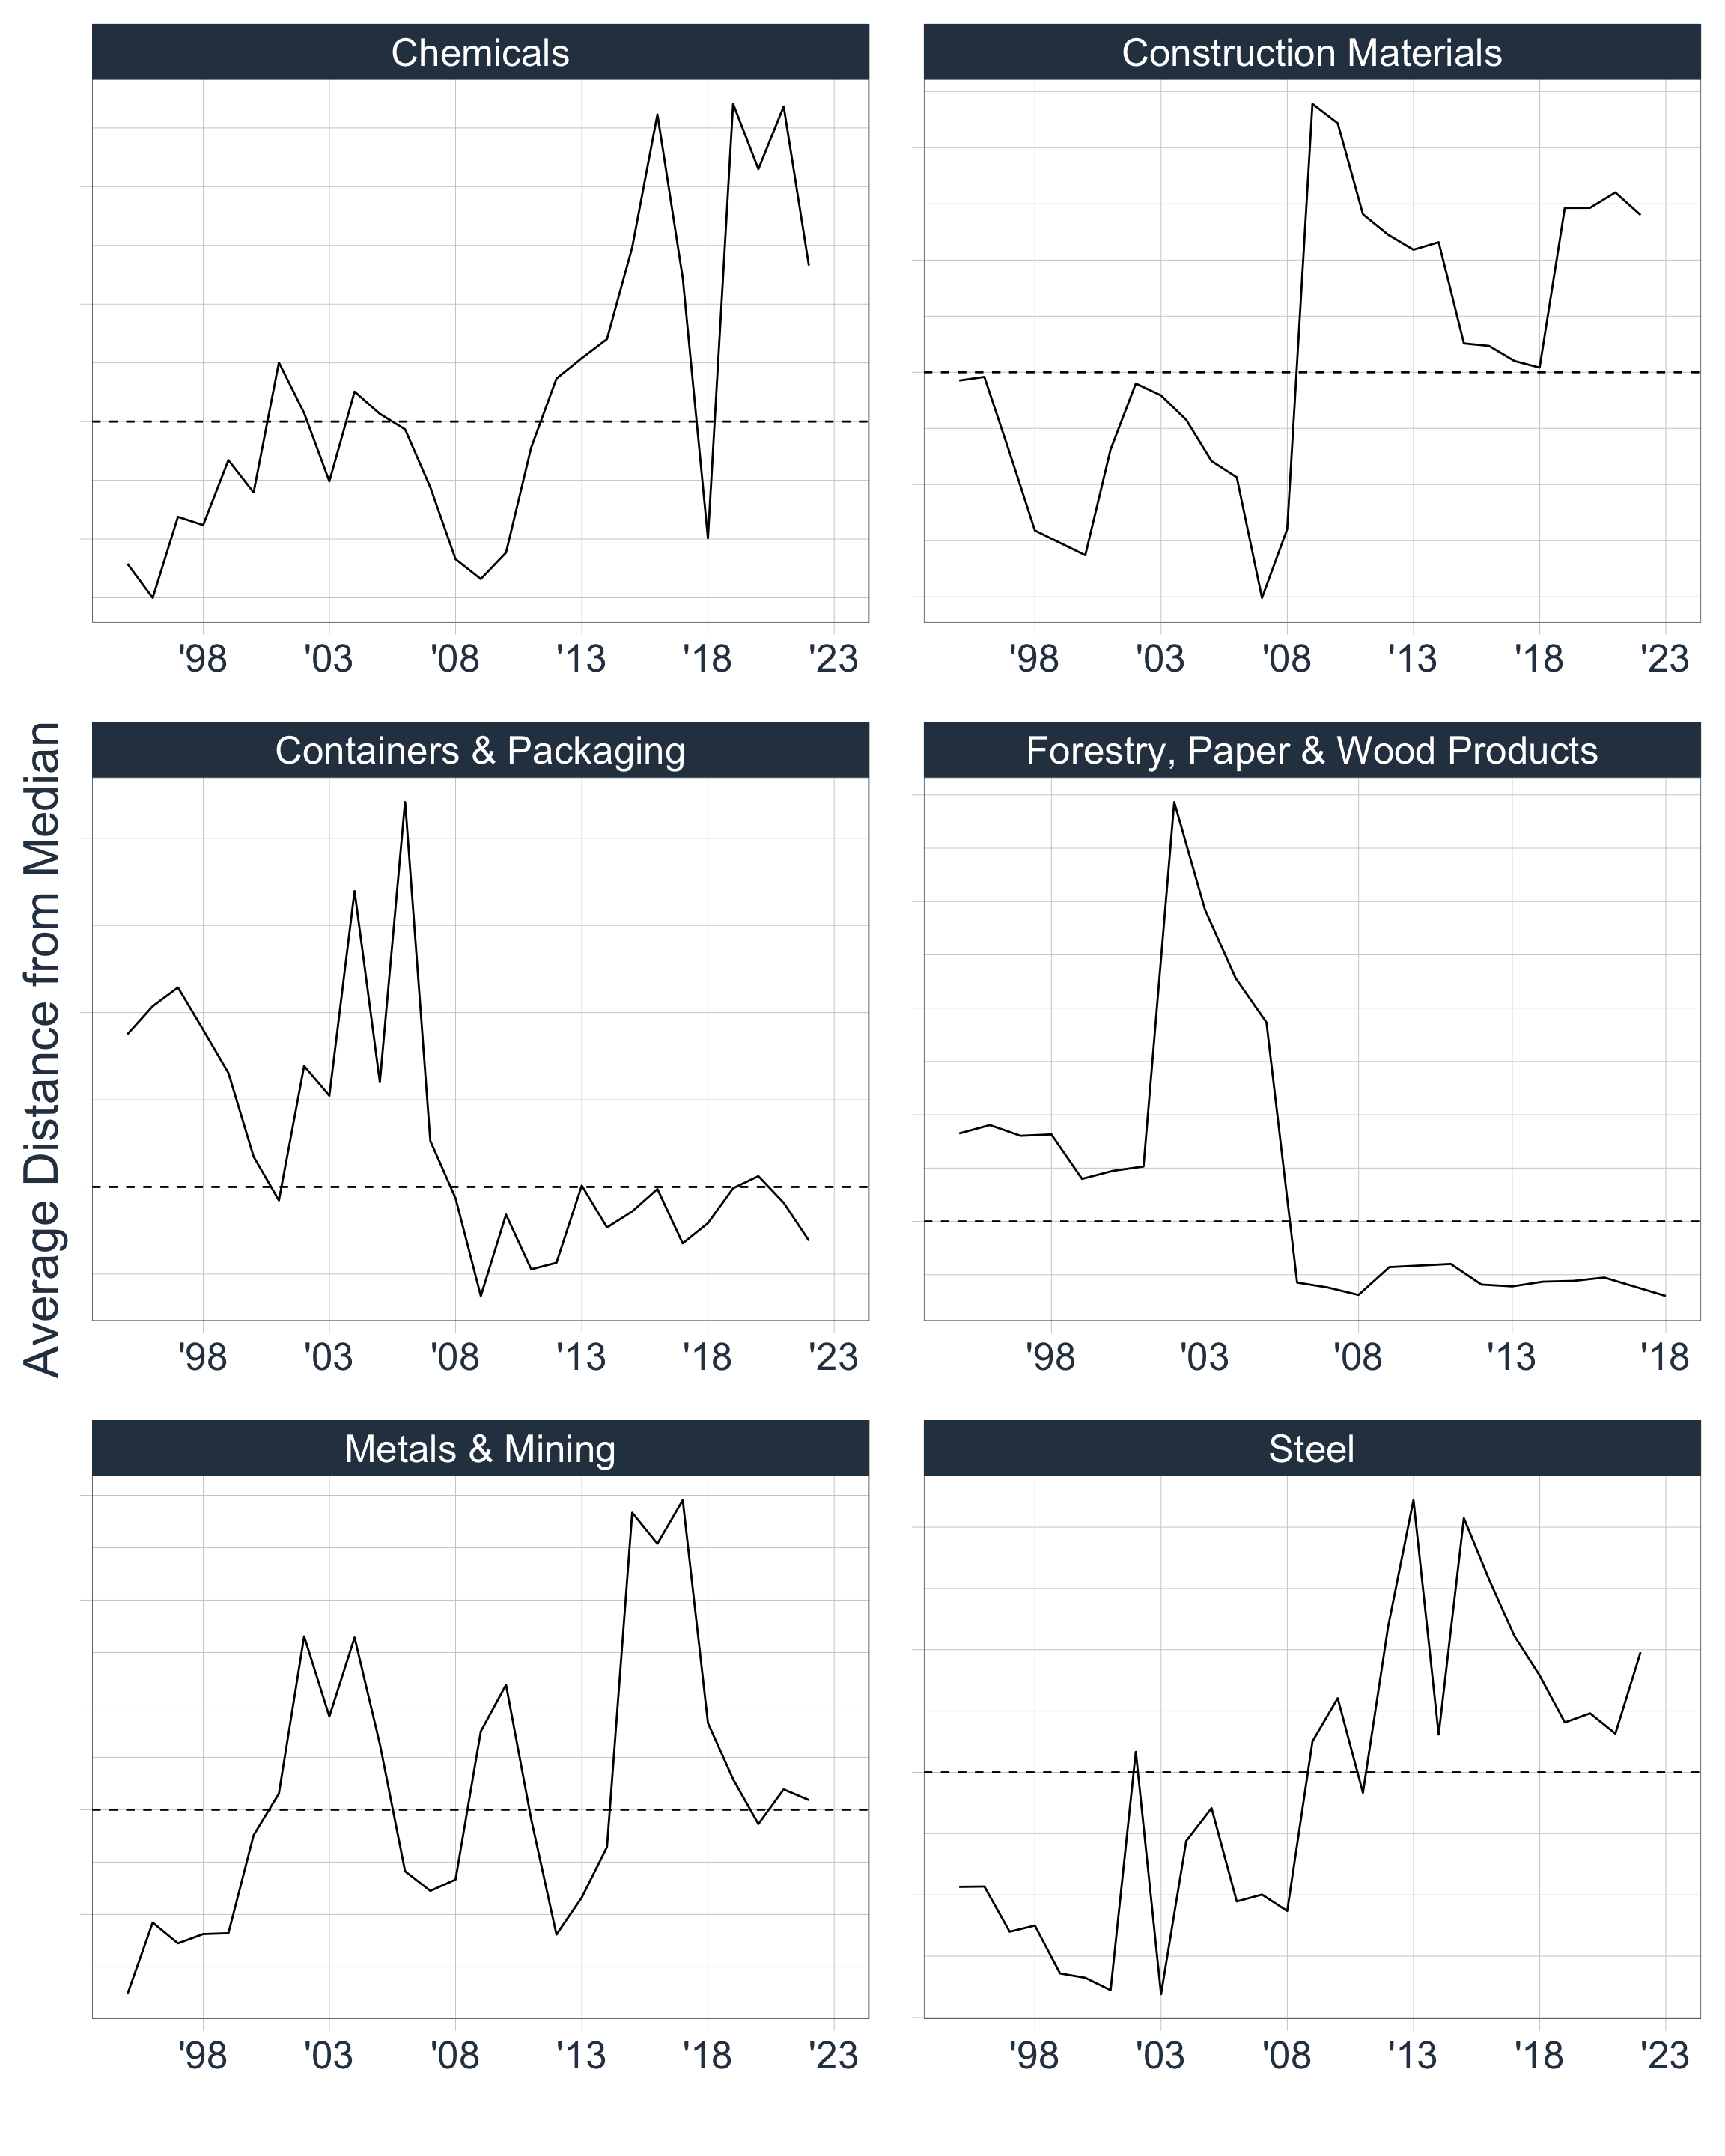 Chemicals
Construction Materials
'98 '03 '08 '13 '18 '23
'98 '03 '08 '13 '18 '23
Average Distance from Median
Containers & Packaging
Forestry, Paper & Wood Products
'98 '03 '08 '13 '18 '23
'98 '03 '08 '13 '18
Metals & Mining
Steel
'98 '03 '08 '13 '18 '23
'98 '03 '08 '13 '18 '23